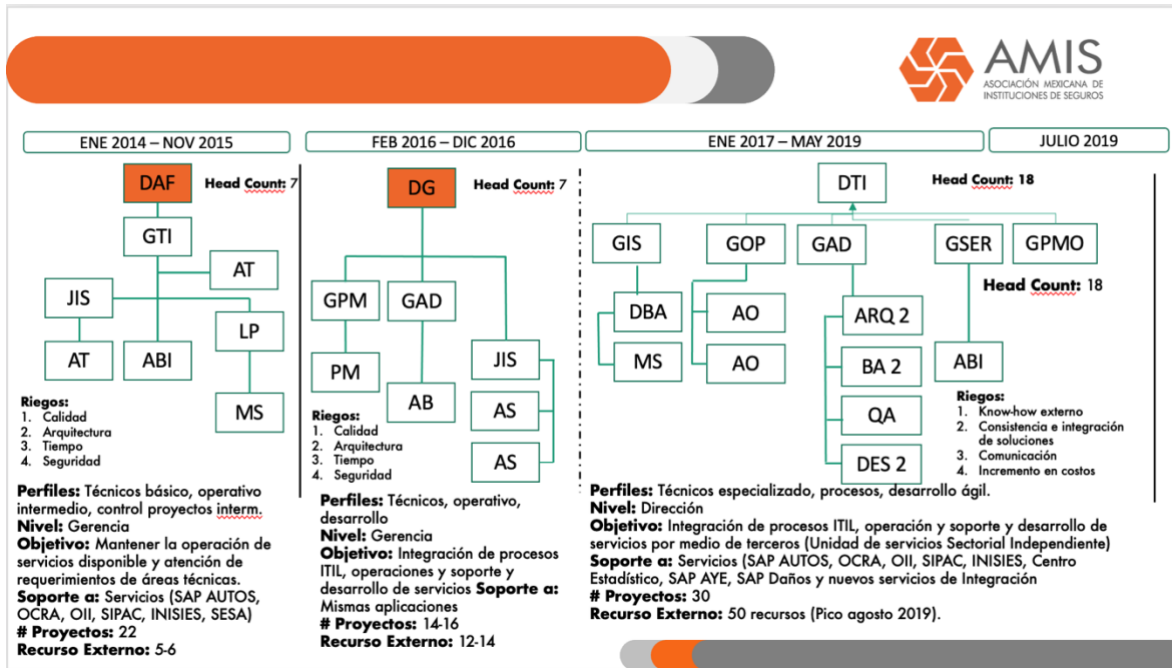 AMIS
ASOCIACIÓN MEXICANA DE
INSTITUCIONES DE SEGUROS
ENE 2014 – NOV 2015
DAF
Head Count: 7
GTI
AT
JIS
LP
AT
ABI
MS
Riegos:
1. Calidad
2. Arquitectura
3. Tiempo
4. Seguridad
Perfiles: Técnicos básico, operativo
intermedio, control proyectos interm.
Nivel: Gerencia
Objetivo: Mantener la operación de
servicios disponible y atención de
requerimientos de áreas técnicas.
Soporte a: Servicios (SAP AUTOS,
OCRA, OII, SIPAC, INISIES, SESA)
# Proyectos: 22
Recurso Externo: 5-6
FEB 2016 – DIC 2016
DG
Head Count: 7
GPM
GAD
JIS
PM
AB
AS
AS
Riegos:
1. Calidad
2. Arquitectura
3. Tiempo
4. Seguridad
Perfiles: Técnicos, operativo,
desarrollo
Nivel: Gerencia
Objetivo: Integración de procesos
ITIL, operaciones y soporte y
desarrollo de servicios Soporte a:
Mismas aplicaciones
# Proyectos: 14-16
Recurso Externo: 12-14
ENE 2017 – MAY 2019
JULIO 2019
DTI
Head Count: 18
GIS
GOP
GAD
GSER
GPMO
Head Count: 18
DBA
AO
ARQ 2
MS
AO
BA 2
ABI
QA
DES 2
Riegos:
1. Know-how externo
2. Consistencia e integración
de soluciones
3. Comunicación
4. Incremento en costos
Perfiles: Técnicos especializado, procesos, desarrollo ágil.
Nivel: Dirección
Objetivo: Integración de procesos ITIL, operación y soporte y desarrollo de
servicios por medio de terceros (Unidad de servicios Sectorial Independiente)
Soporte a: Servicios (SAP AUTOS, OCRA, OII, SIPAC, INISIES, Centro
Estadístico, SAP AYE, SAP Daños y nuevos servicios de Integración
# Proyectos: 30
Recurso Externo: 50 recursos (Pico agosto 2019).